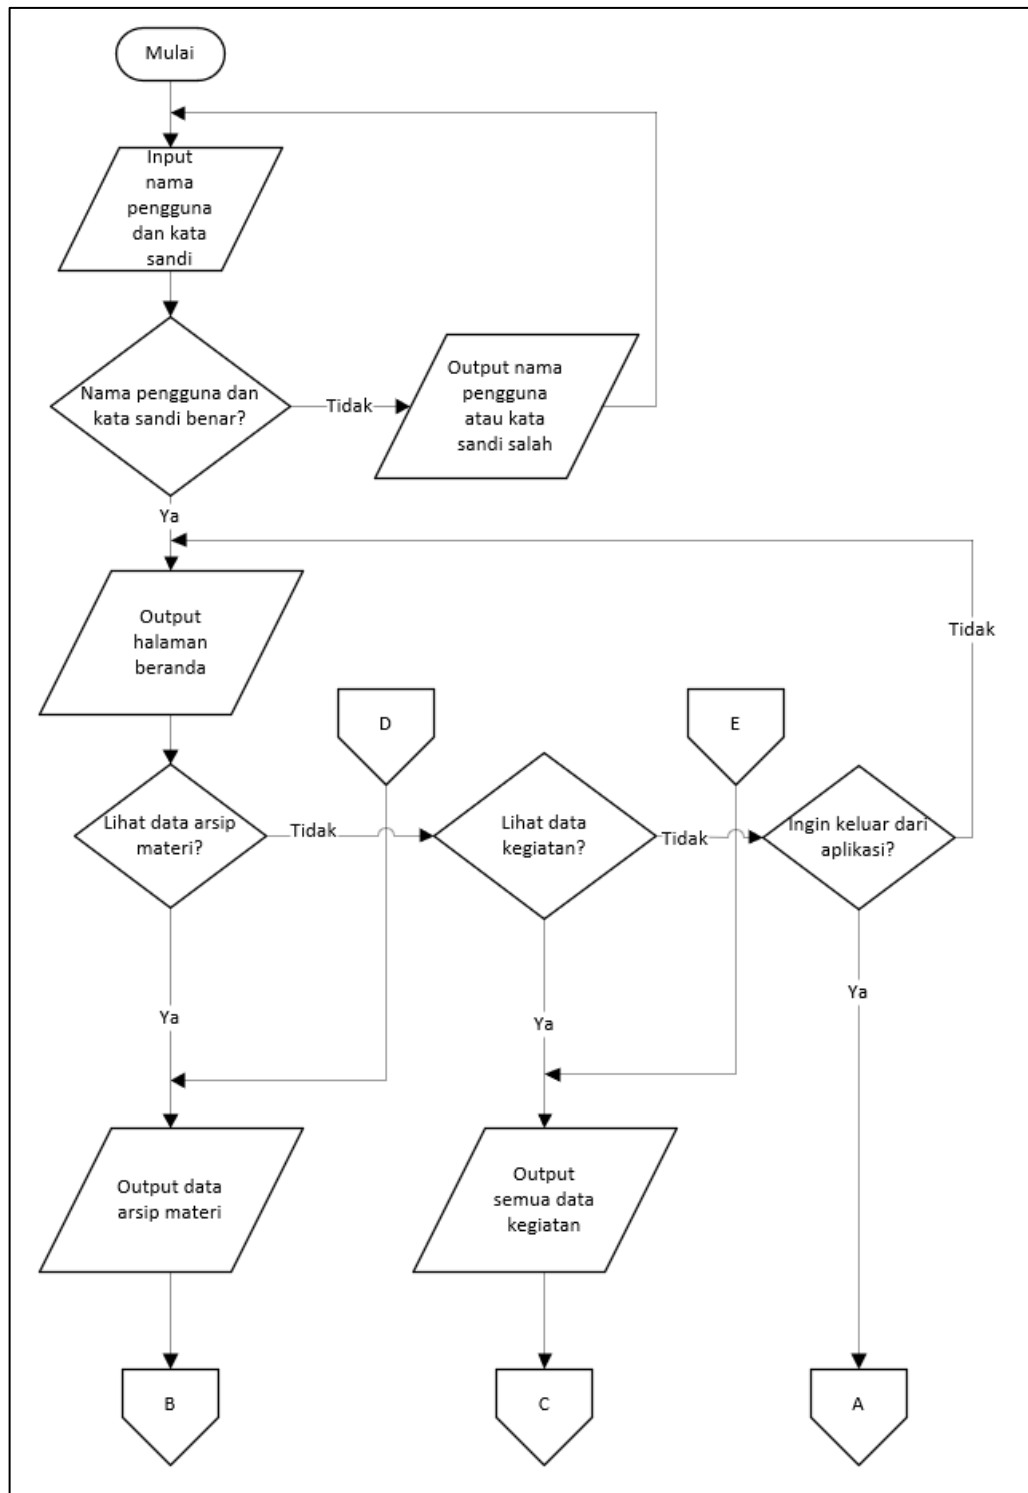 Mulai
Input
nama
pengguna
dan kata
sandi
Nama pengguna dan
kata sandi benar?
Tidak
Output nama
pengguna
atau kata
sandi salah
Ya
Output
halaman
beranda
Tidak
D
E
Lihat data arsip
materi?
Tidak
Lihat data
kegiatan?
Tidak
Ingin keluar dari
aplikasi?
Ya
Ya
Ya
Output data
arsip materi
Output
semua data
kegiatan
B
C
A